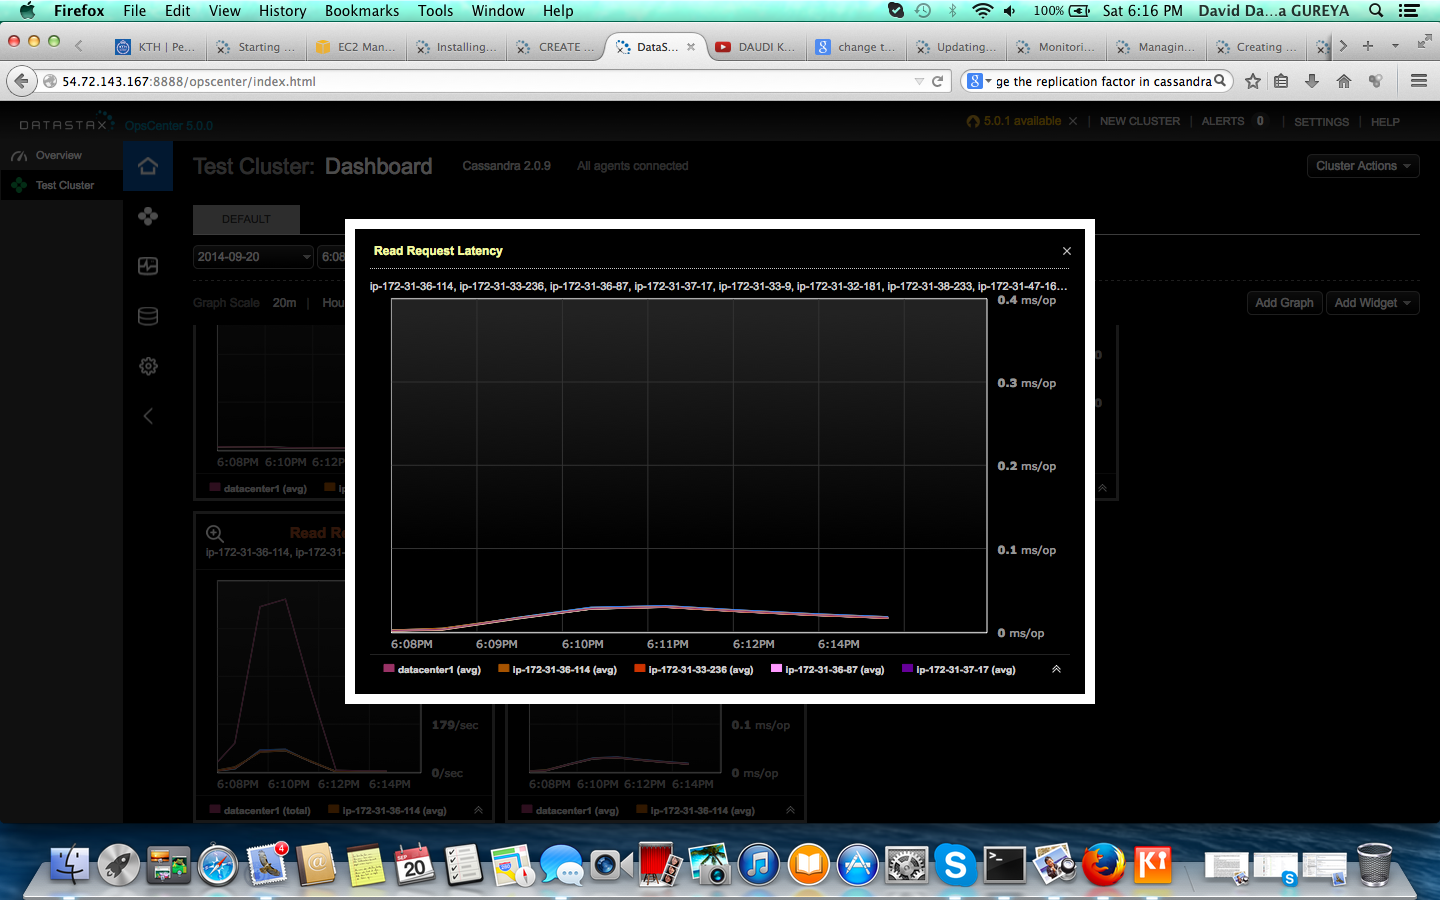 Firefox File Edit View History Bookmarks Tools Window Help 100% Sat 6:16 PM David Da...a GUREYA
KTH | Pe... Starting ... EC2 Man... Installing... CREATE ... DataS... DAUDI K... change t... Updating... Monitori... Managin... Creating ...
54.72.143.167:8888/opscenter/index.html ge the replication factor in cassandra
DATASTAX OpsCenter 5.0.0 5.0.1 available NEW CLUSTER | ALERTS 0 | SETTINGS | HELP
Overview
Test Cluster
Test Cluster: Dashboard Cassandra 2.0.9 All agents connected Cluster Actions
DEFAULT
2014-09-20 6:08
Graph Scale 20m | Hou
Add Graph Add Widget
Read Request Latency
ip-172-31-36-114, ip-172-31-33-236, ip-172-31-36-87, ip-172-31-37-17, ip-172-31-33-9, ip-172-31-32-181, ip-172-31-38-233, ip-172-31-47-16...
0.4 ms/op
0.3 ms/op
0.2 ms/op
0.1 ms/op
0 ms/op
6:08PM 6:09PM 6:10PM 6:11PM 6:12PM 6:14PM
datacenter1 (avg) ip-172-31-36-114 (avg) ip-172-31-33-236 (avg) ip-172-31-36-87 (avg) ip-172-31-37-17 (avg)
0
0
6:08PM 6:10PM 6:12P
datacenter1 (avg) ip
Read Re
ip-172-31-36-114, ip-172-31-
179/sec
0/sec
6:08PM 6:10PM 6:12PM 6:14PM
datacenter1 (total) ip-172-31-36-114 (avg)
0.1 ms/op
0 ms/op
6:08PM 6:10PM 6:12PM 6:14PM
datacenter1 (avg) ip-172-31-36-114 (avg)
4
SEP
20